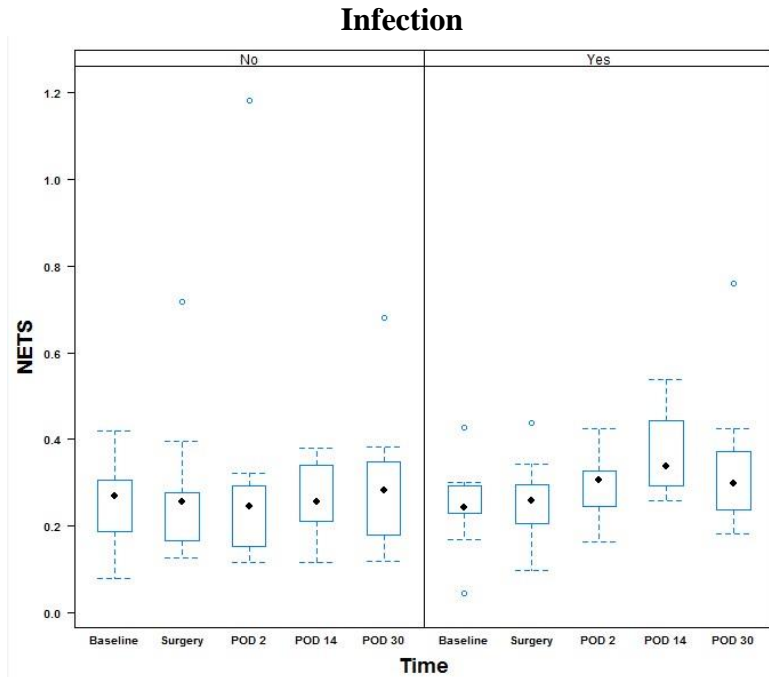 Infection
No Yes
1.2
1.0
0.8
0.6
0.4
0.2
0.0
NETS
Baseline Surgery POD 2 POD 14 POD 30 Baseline Surgery POD 2 POD 14 POD 30
Time